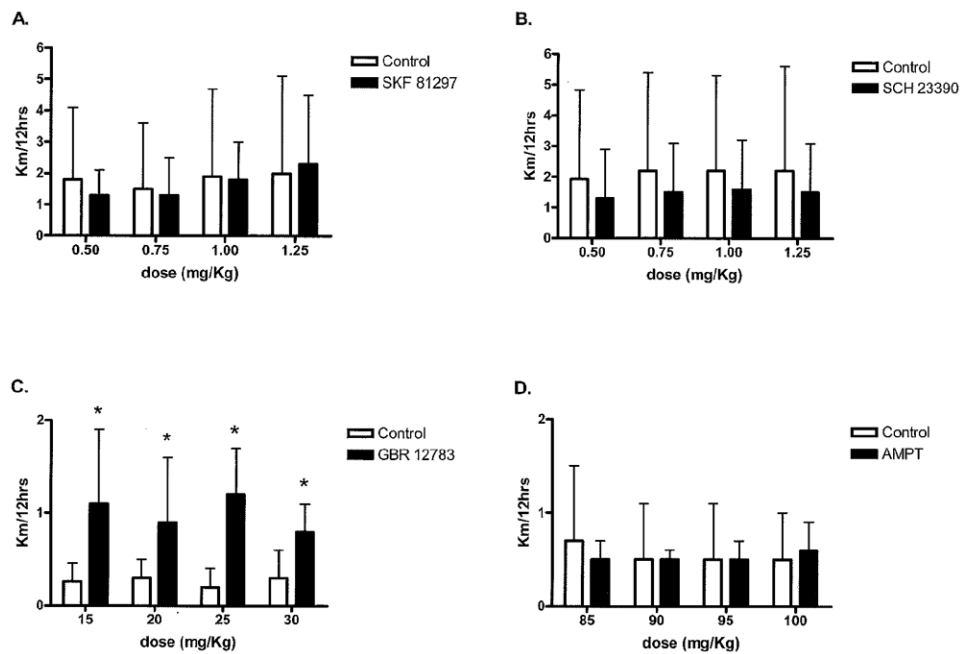 A.
6
5
4
3
2
1
0
Km/12hrs
Control
SKF 81297
0.50 0.75 1.00 1.25
dose (mg/Kg)
B.
6
5
4
3
2
1
0
Km/12hrs
Control
SCH 23390
0.50 0.75 1.00 1.25
dose (mg/Kg)
C.
2
1
0
Km/12hrs
* * * *
Control
GBR 12783
15 20 25 30
dose (mg/Kg)
D.
2
1
0
Km/12hrs
Control
AMPT
85 90 95 100
dose (mg/Kg)